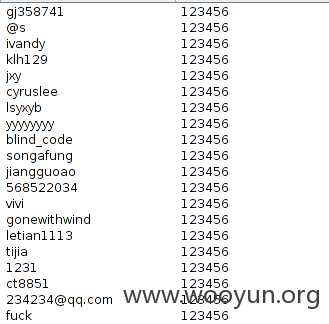 gj358741 123456
@s 123456
ivandy 123456
klh129 123456
jxy 123456
cyruslee 123456
lsyxyb 123456
yyyyyyyy 123456
blind_code 123456
songafung 123456
jiangguoao 123456
568522034 123456
vivi 123456
gonewithwind 123456
letian1113 123456
tijia 123456
1231 123456
ct8851 123456
234234@qq.com 123456
www.wooyun.org
fuck 123456